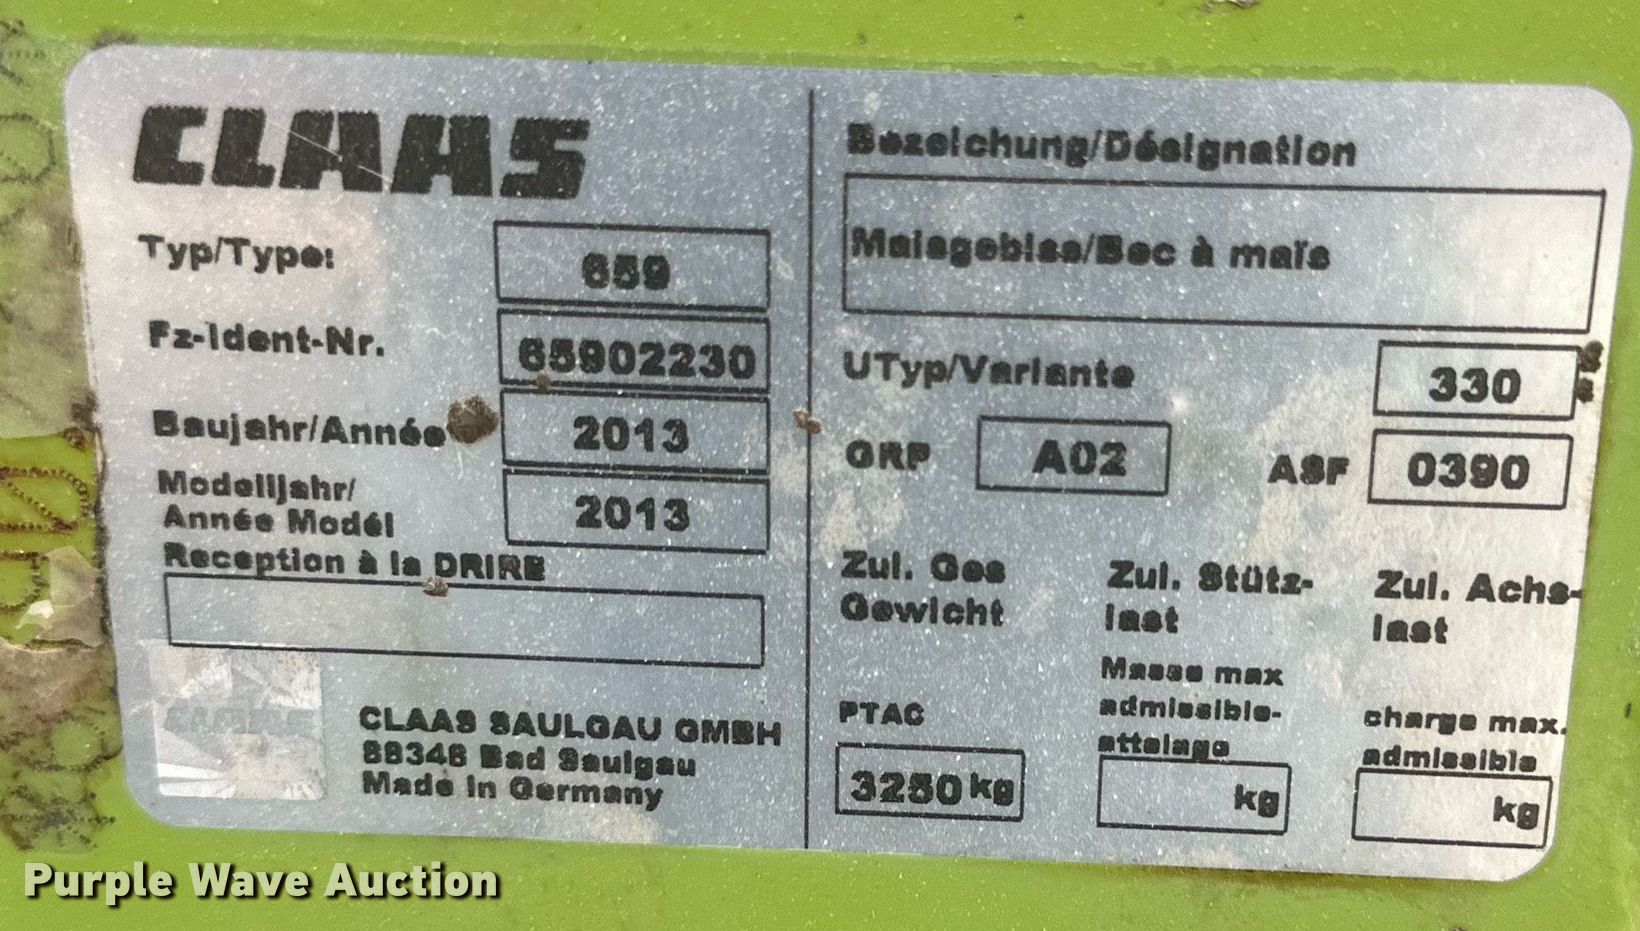 CLAAS
Typ/Type:
659
Fz-Ident-Nr.
65902230
Baujahr/Année
2013
Modelljahr/
Année Modél
2013
Reception à la DRIRE
CLAAS
CLAAS SAULGAU GMBH
88348 Bad Saulgau
Made in Germany
Bezeichung/Désignation
Maisgebiss/Bec à maïs
UTyp/Variante
330
GRP
A02
ASF
0390
Zul. Ges
Gewicht
PTAC
3250 kg
Zul. Stütz-
last
Masse max
admissible-
attelage
kg
Zul. Achs-
last
charge max.
admissible
kg
Purple Wave Auction